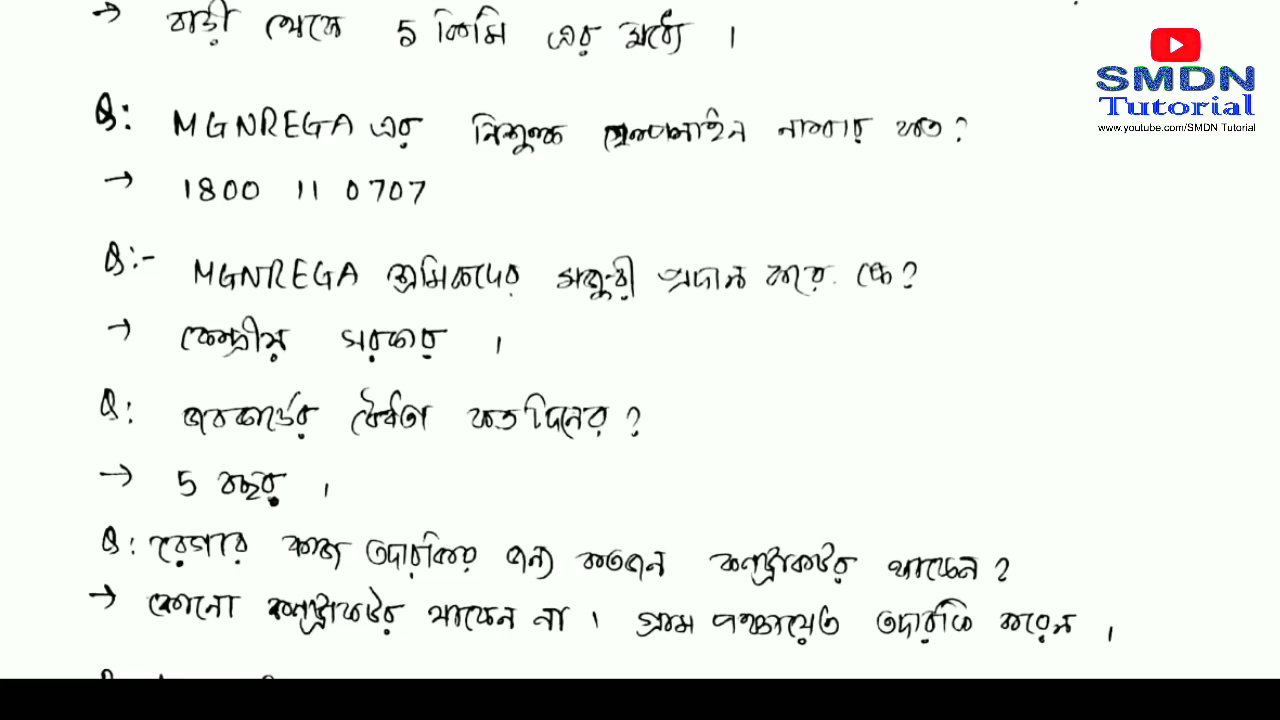 → বাড়ী থেকে 5 কিমি এর মধ্যে ।
SMDN
Tutorial
www.youtube.com/SMDN Tutorial
Q: MGNREGA এর নিশুল্ক হেল্পলাইন নাম্বার কত ?
→ 1800 11 0707
Q:- MGNREGA শ্রমিকদের মজুরী প্রদান করে কে ?
→ কেন্দ্রীয় সরকার ।
Q: জবকার্ডের বৈধতা কত দিনের ?
→ 5 বছর ।
Q: রেগার কাজ তদারকির জন্য কতজন কন্ট্রাকটর থাকেন ?
→ কোনো কন্ট্রাকটর থাকেন না । গ্রাম পঞ্চায়েত তদারকি করেন ।